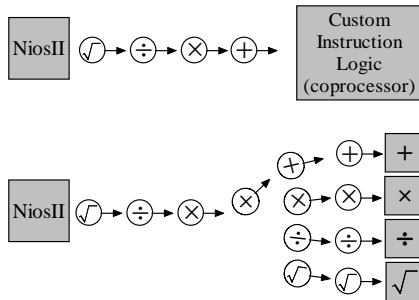 NiosII
√ ÷ × +
Custom
Instruction
Logic
(coprocessor)
NiosII
√ ÷ × × + + +
× × ×
÷ ÷ ÷
√ √ √